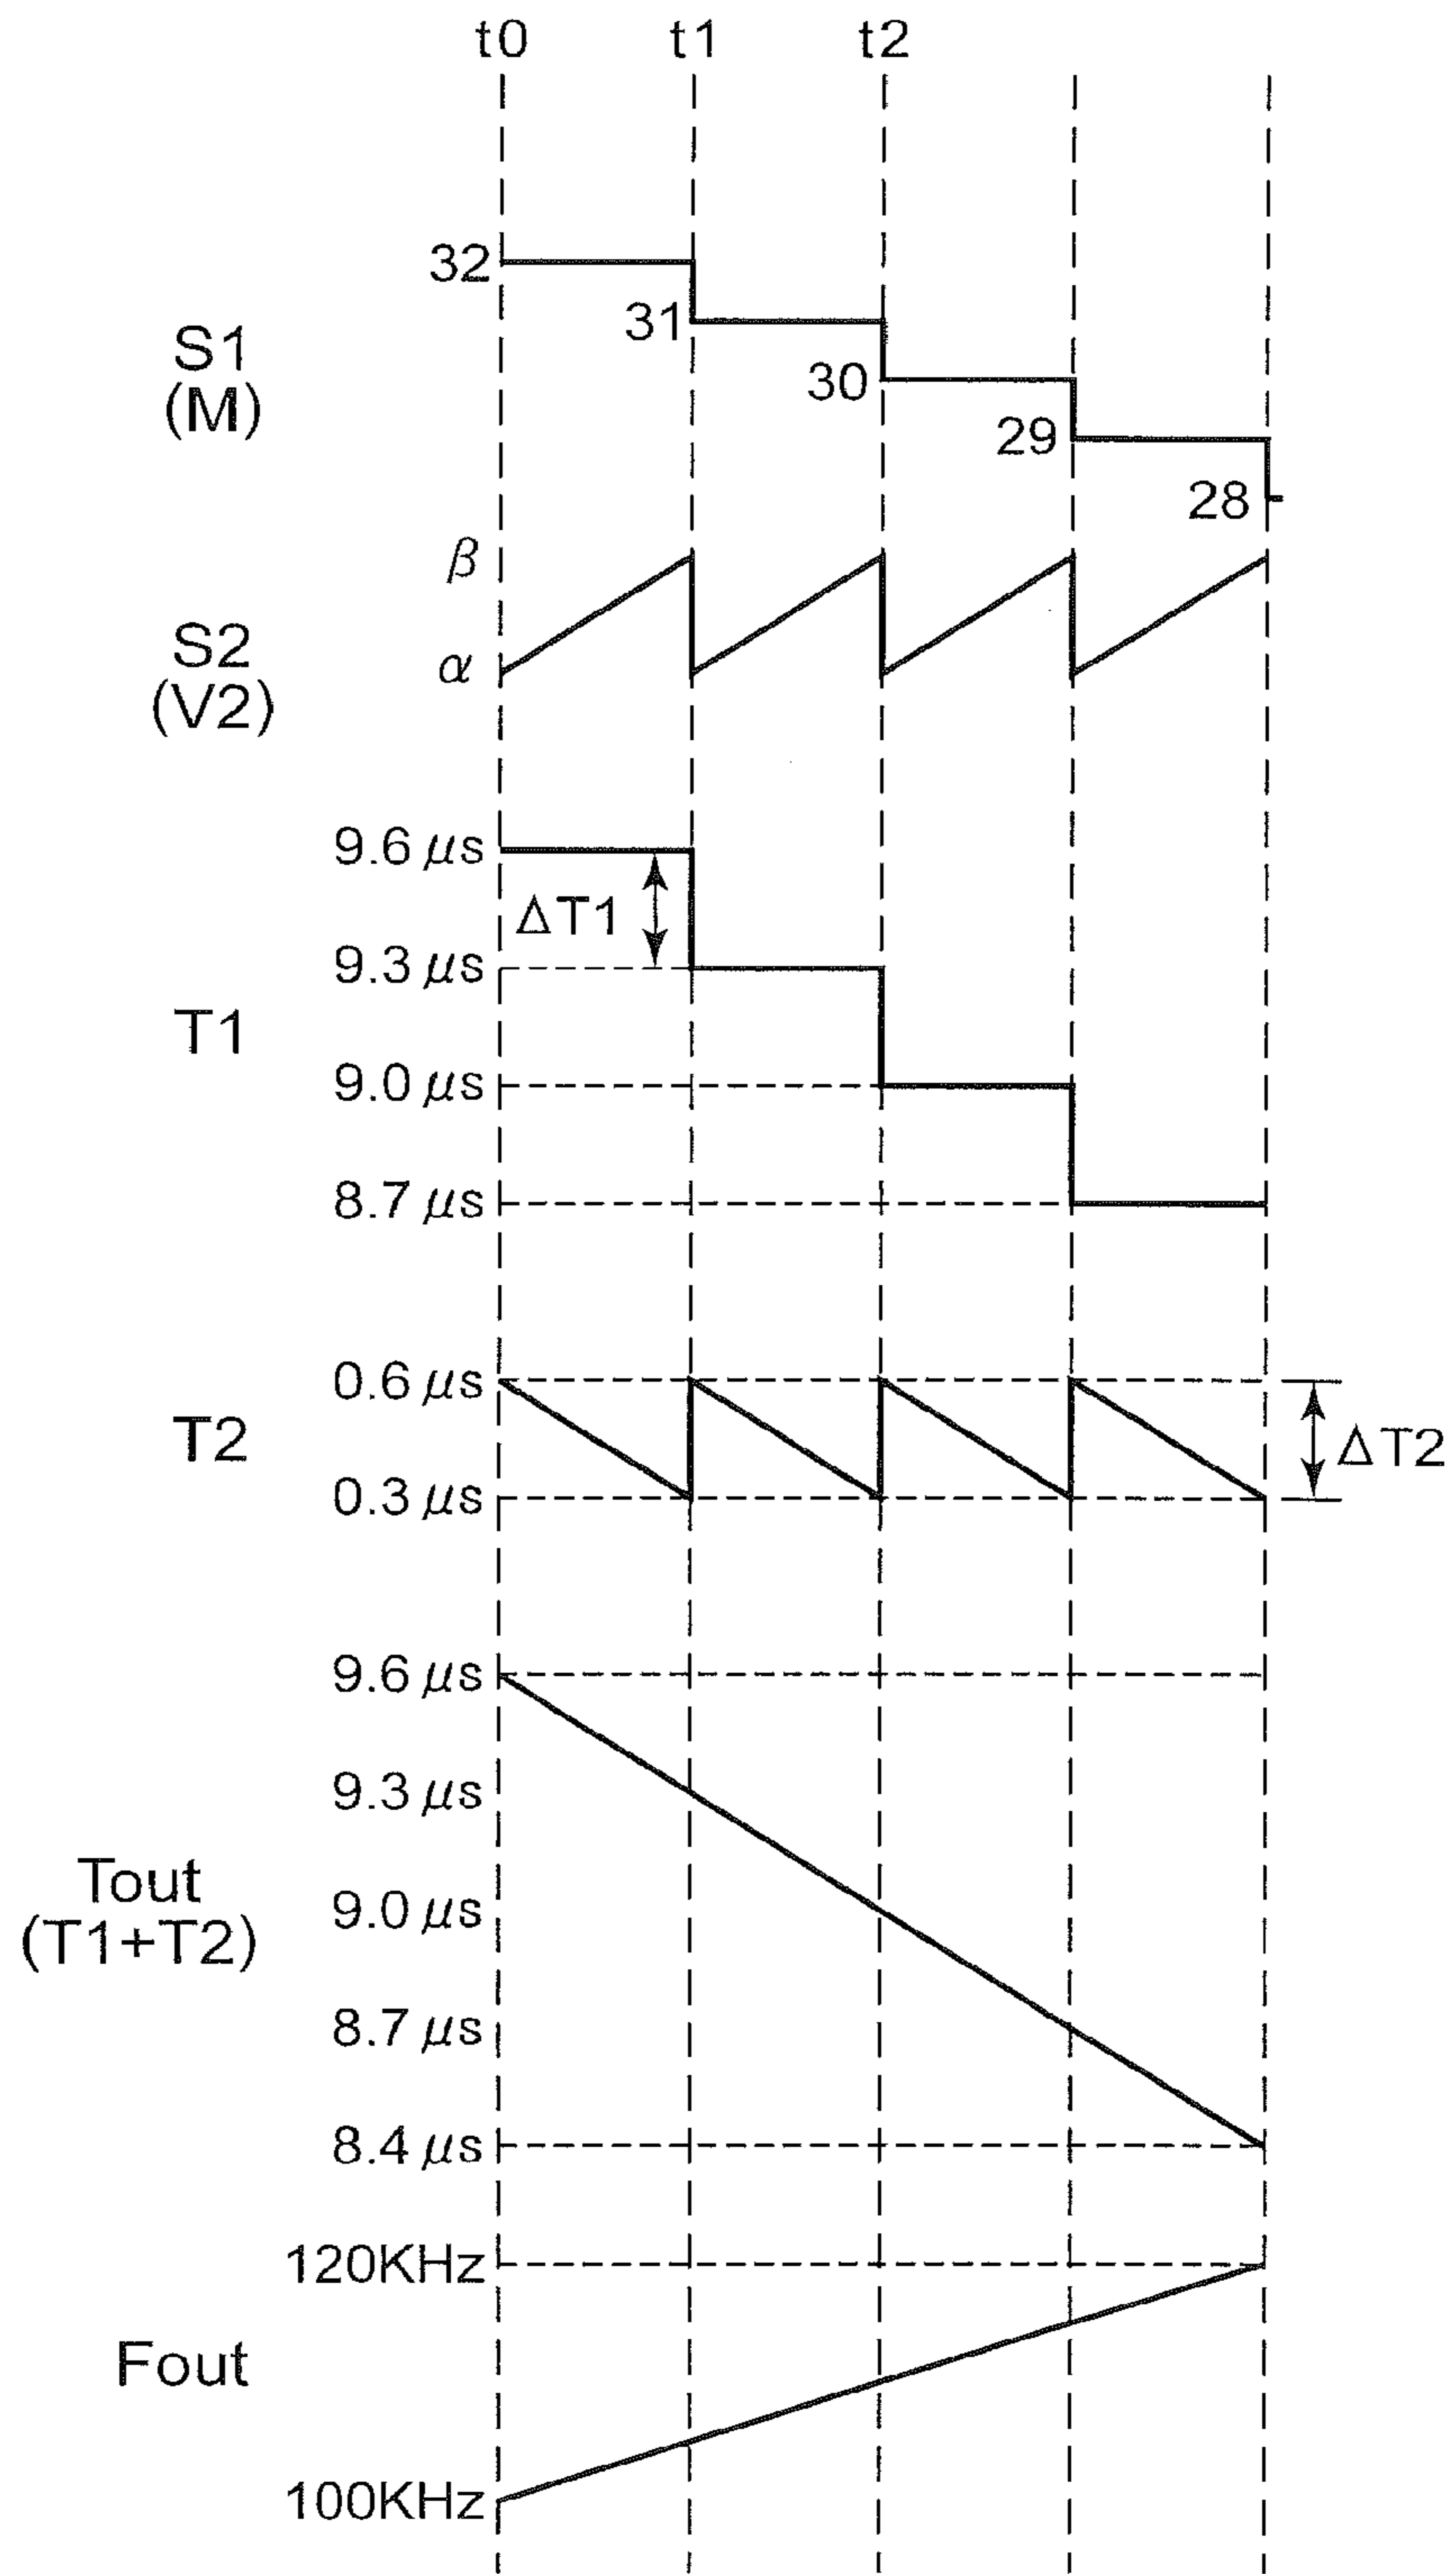 t0 t1 t2
32
31
30
29
28
S1
(M)
β
α
S2
(V2)
9.6 μs
ΔT1
9.3 μs
T1
9.0 μs
8.7 μs
0.6 μs
T2
ΔT2
0.3 μs
9.6 μs
9.3 μs
Tout
(T1+T2)
9.0 μs
8.7 μs
8.4 μs
120KHz
Fout
100KHz